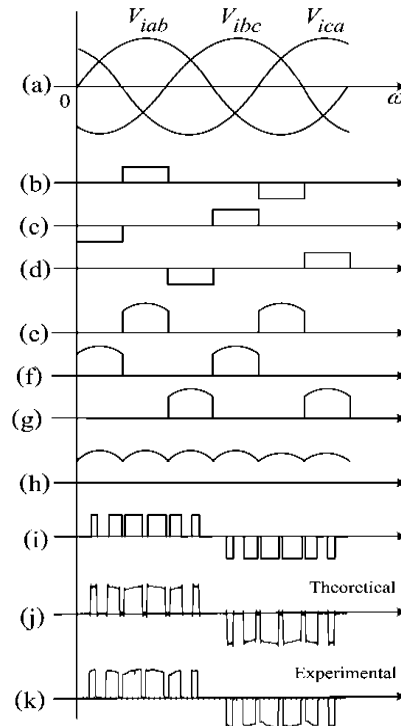 V_iab V_ibc V_ica
(a)
0 ω
(b)
(c)
(d)
(e)
(f)
(g)
(h)
(i)
Theoretical
(j)
Experimental
(k)